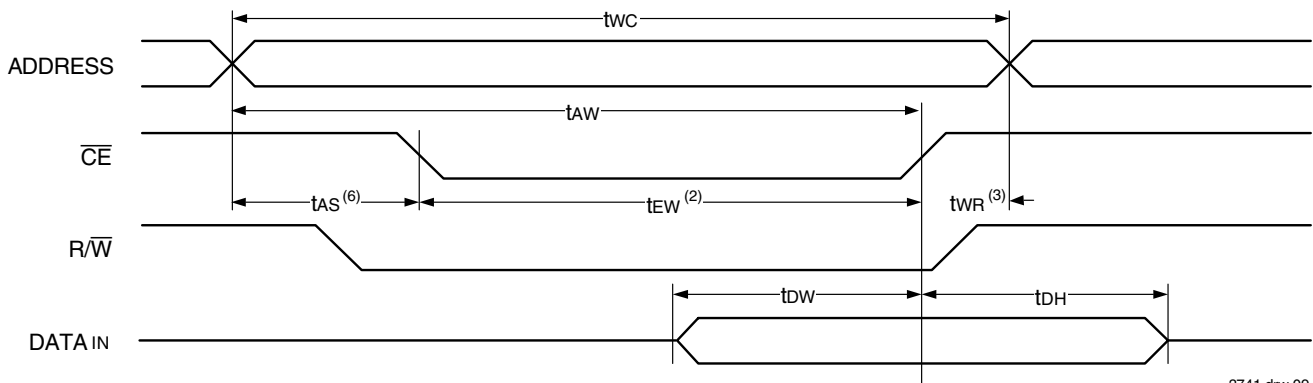 tWC
ADDRESS
tAW
CE
tAS (6) tEW (2) tWR (3)
R/W
tDW tDH
DATA IN